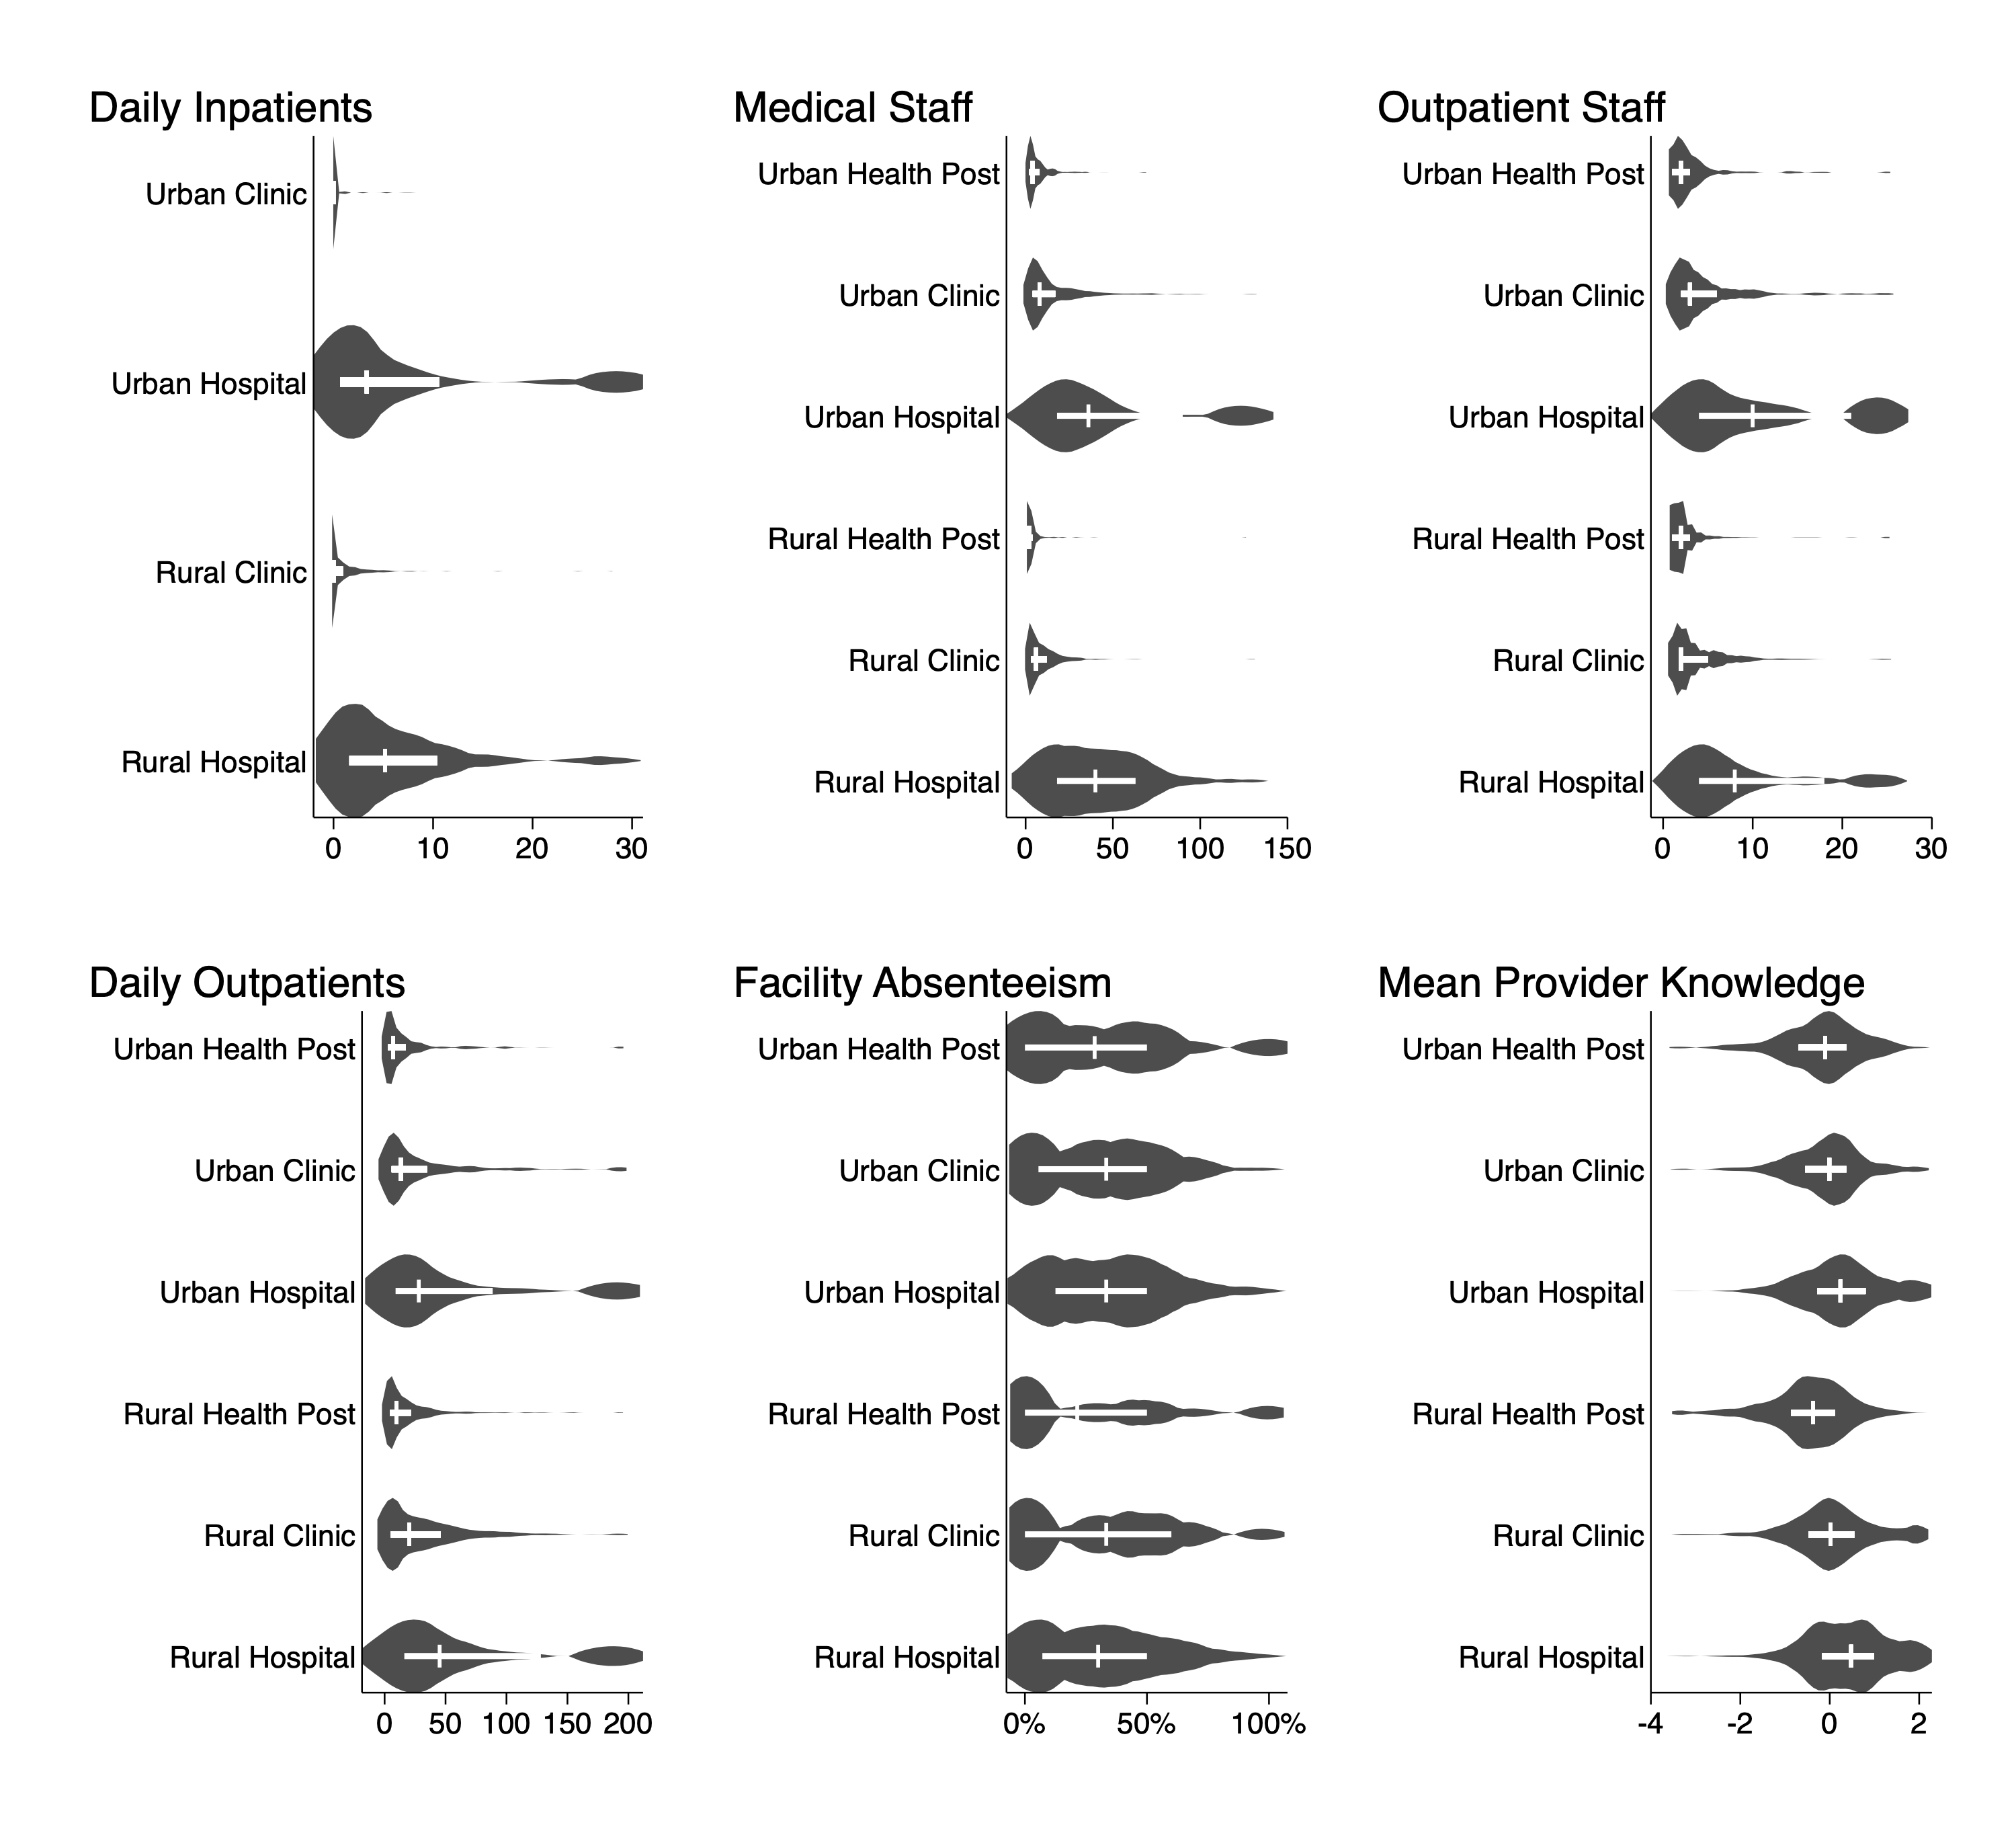 Daily Inpatients
Urban Clinic
Urban Hospital
Rural Clinic
Rural Hospital
0 10 20 30
Medical Staff
Urban Health Post
Urban Clinic
Urban Hospital
Rural Health Post
Rural Clinic
Rural Hospital
0 50 100 150
Outpatient Staff
Urban Health Post
Urban Clinic
Urban Hospital
Rural Health Post
Rural Clinic
Rural Hospital
0 10 20 30
Daily Outpatients
Urban Health Post
Urban Clinic
Urban Hospital
Rural Health Post
Rural Clinic
Rural Hospital
0 50 100 150 200
Facility Absenteeism
Urban Health Post
Urban Clinic
Urban Hospital
Rural Health Post
Rural Clinic
Rural Hospital
0% 50% 100%
Mean Provider Knowledge
Urban Health Post
Urban Clinic
Urban Hospital
Rural Health Post
Rural Clinic
Rural Hospital
-4 -2 0 2